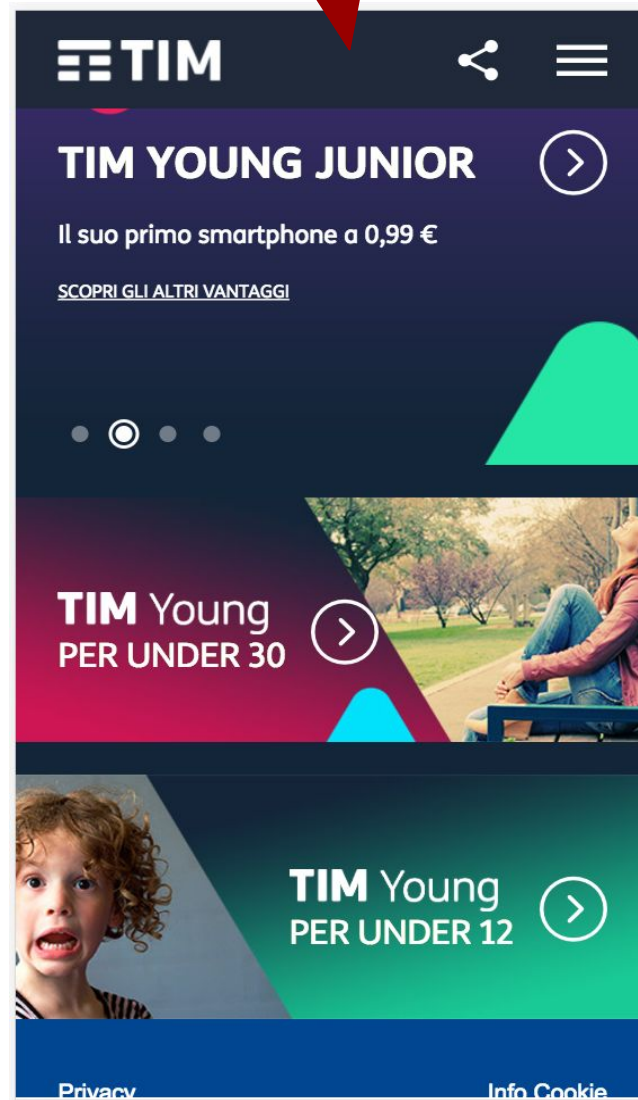 TIM
TIM YOUNG JUNIOR
Il suo primo smartphone a 0,99 €
SCOPRI GLI ALTRI VANTAGGI
TIM Young
PER UNDER 30
TIM Young
PER UNDER 12
Privacy
Info Cookie